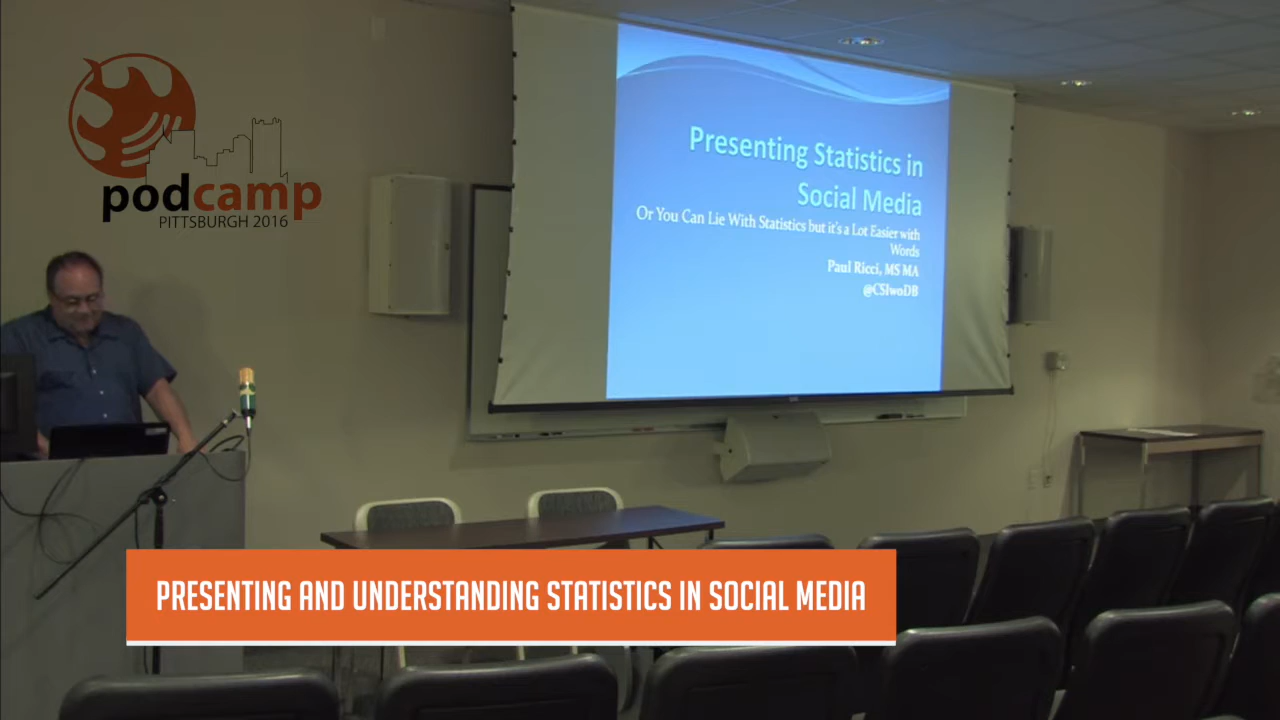 podcamp
PITTSBURGH 2016
Presenting Statistics in
Social Media
Or You Can Lie With Statistics but it's a Lot Easier with
Words
Paul Ricci, MS MA
@CSIwoDB
PRESENTING AND UNDERSTANDING STATISTICS IN SOCIAL MEDIA